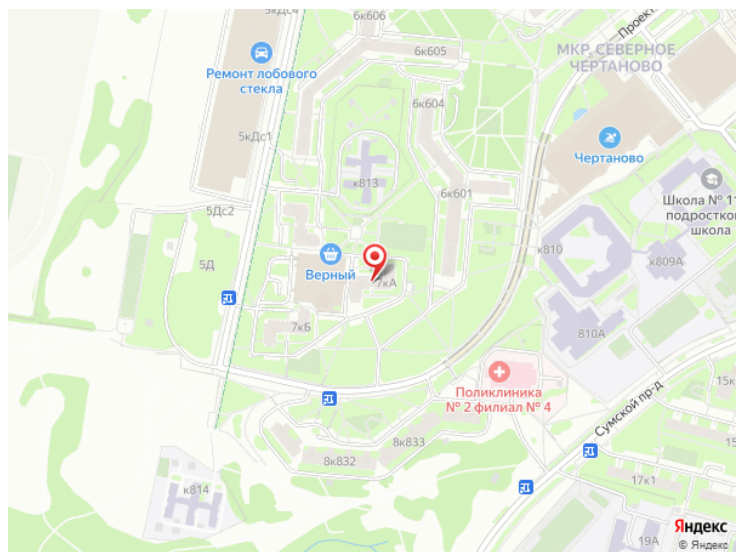 5кДс4
6к606
6к605
Проект
МКР. СЕВЕРНОЕ
ЧЕРТАНОВО
Ремонт лобового
стекла
6к604
5кДс1
Чертаново
к813
6к601
Школа № 11
подростков
школа
5Дс2
к810
5Д
Верный
к809А
7кА
7кБ
810А
Поликлиника
№ 2 филиал № 4
Сумской пр-д
15к
8к833
8к832
17к1
к814
19А
Яндекс
© Яндекс